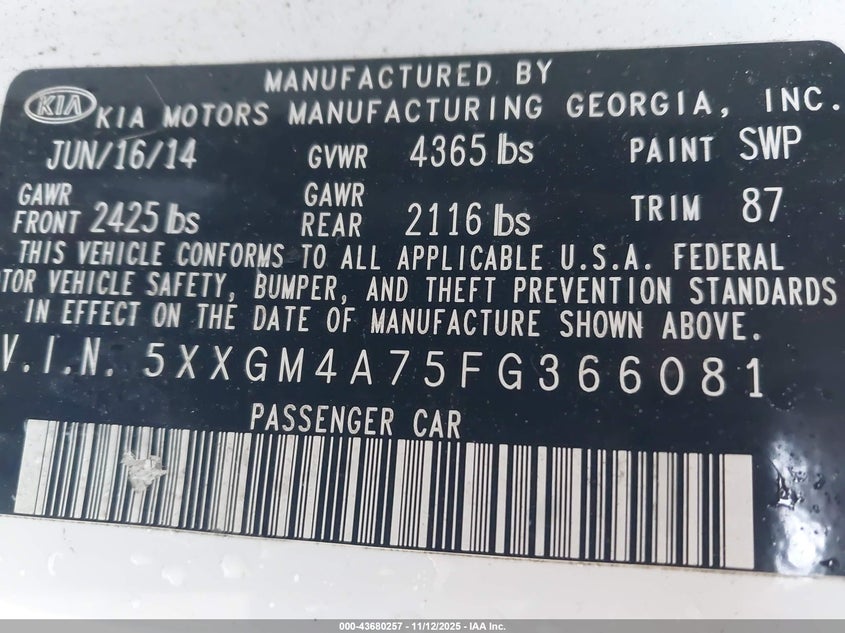 MANUFACTURED BY
KIA KIA MOTORS MANUFACTURING GEORGIA, INC.
JUN/16/14 GVWR 4365 lbs PAINT SWP
GAWR FRONT 2425 lbs GAWR REAR 2116 lbs TRIM 87
THIS VEHICLE CONFORMS TO ALL APPLICABLE U.S.A. FEDERAL
TOR VEHICLE SAFETY, BUMPER, AND THEFT PREVENTION STANDARDS
IN EFFECT ON THE DATE OF MANUFACTURE SHOWN ABOVE.
V.I.N. 5XXGM4A75FG366081
PASSENGER CAR
000-43680257 - 11/12/2025 - IAA Inc.